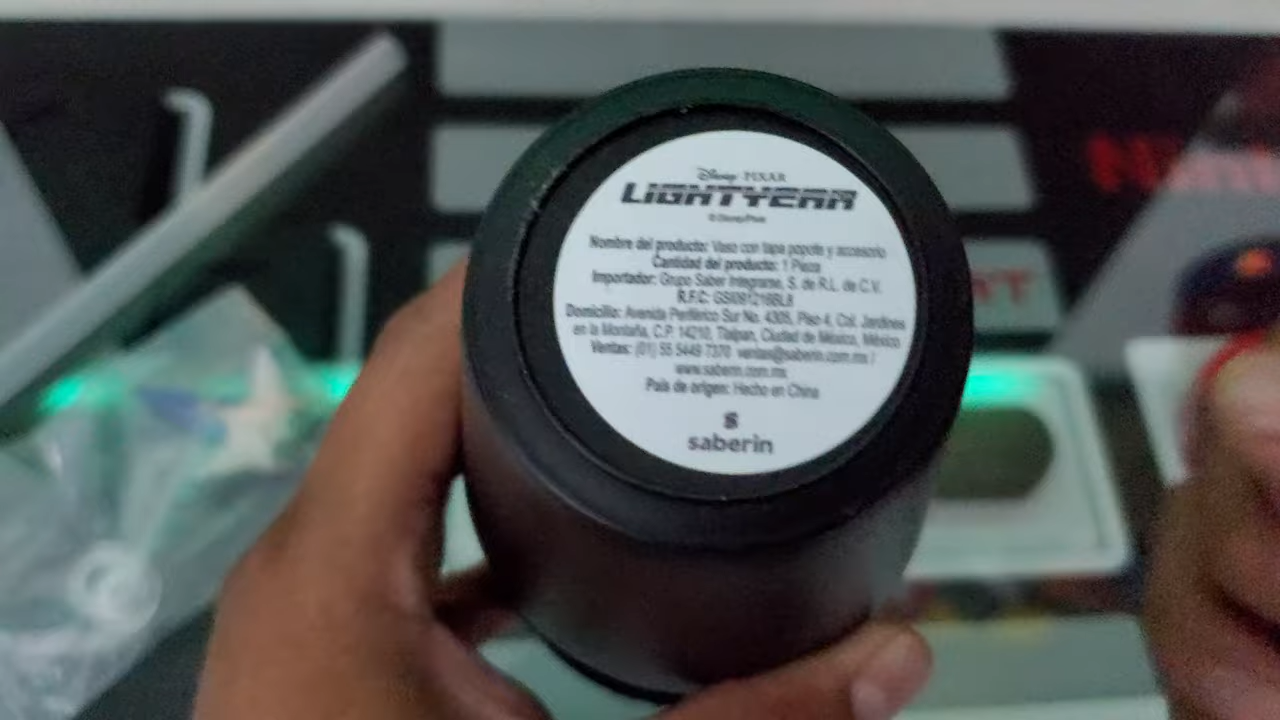 Disney PIXAR
LIGHTYEAR
© Disney/Pixar
Nombre del producto: Vaso con tapa popote y accesorio
Cantidad del producto: 1 Pieza
Importador: Grupo Saber Integrarse, S. de R.L. de C.V.
R.F.C:
Domicilio: Avenida Periférico Sur No. 4305, Piso 4, Col. Jardines
en la Montaña, C.P. 14210, Tlalpan, Ciudad de México, México
Ventas: (01) 55 5449 7370 ventas@saberin.com.mx /
www.saberin.com.mx
País de origen: Hecho en China
saberin